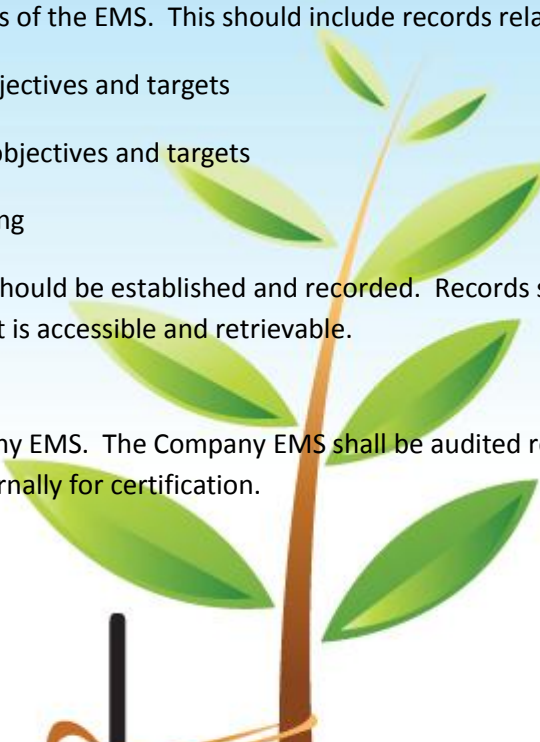 s of the EMS.  This should include records rela
jectives and targets
objectives and targets
ng
should be established and recorded.  Records s
t is accessible and retrievable.
ny EMS.  The Company EMS shall be audited re
rnally for certification.